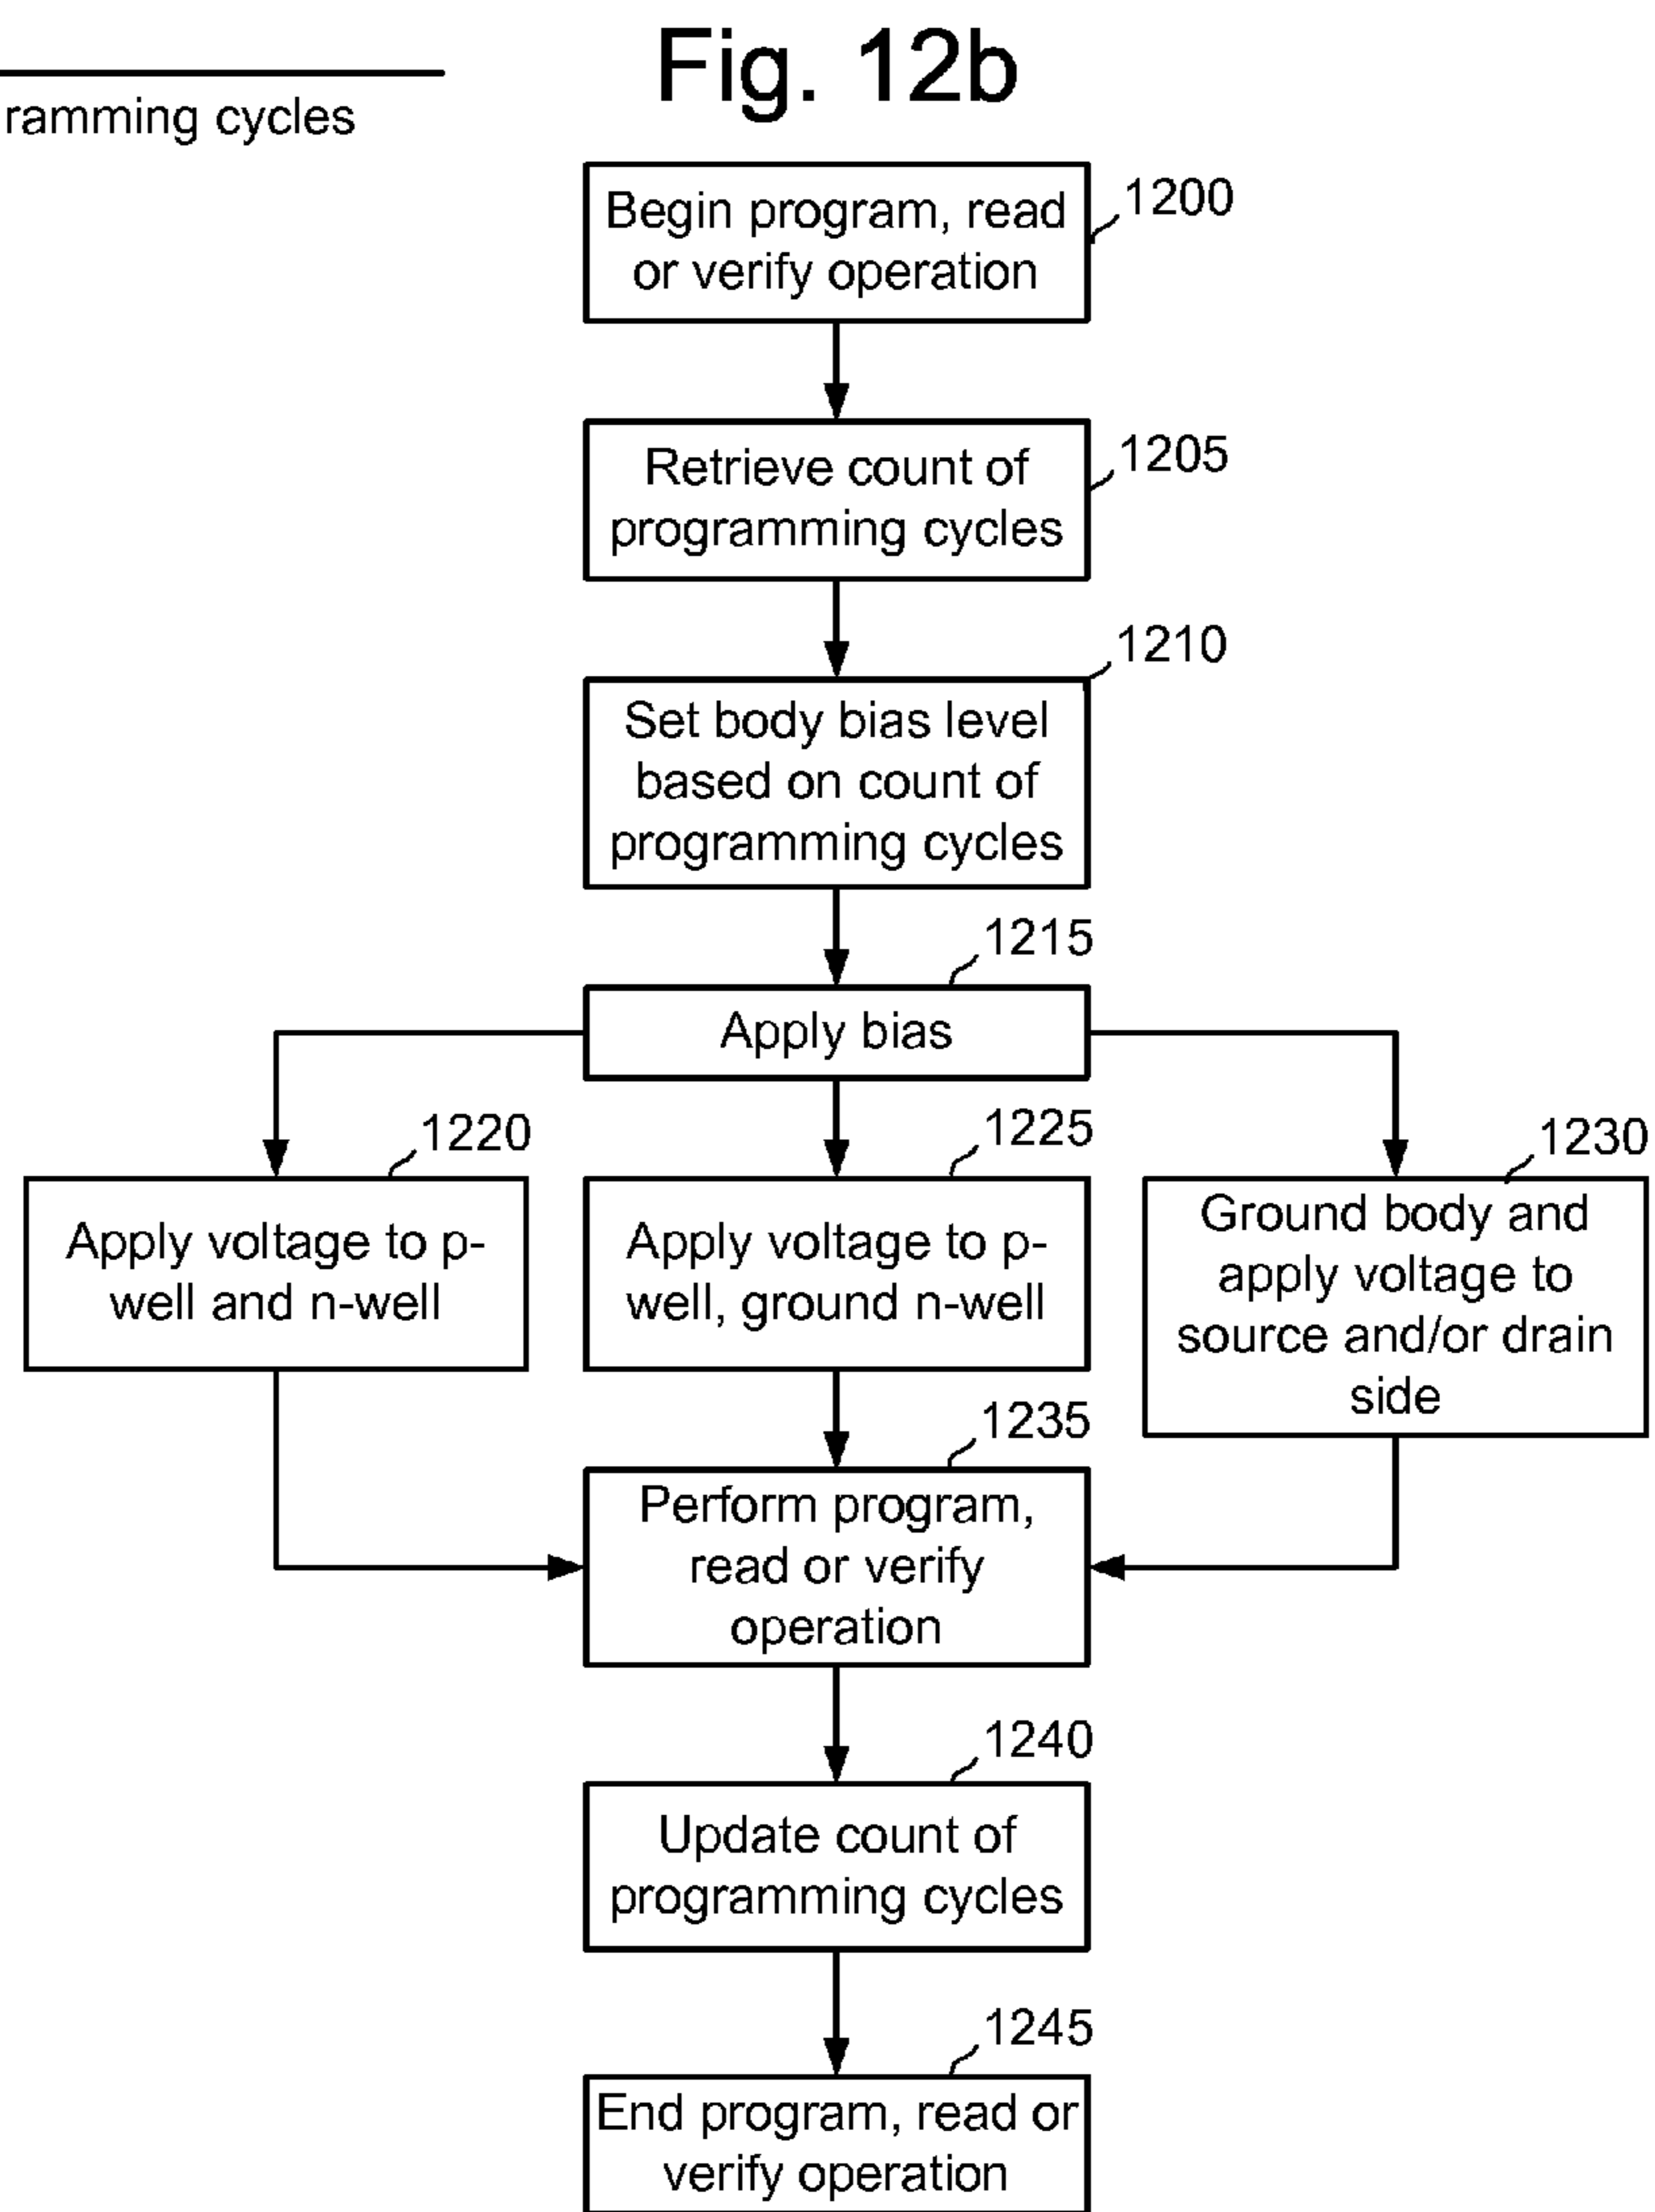 Fig. 12b
ramming cycles
Begin program, read
or verify operation
1200
Retrieve count of
programming cycles
1205
1210
Set body bias level
based on count of
programming cycles
1215
Apply bias
1220
Apply voltage to p-
well and n-well
1225
Apply voltage to p-
well, ground n-well
1230
Ground body and
apply voltage to
source and/or drain
side
1235
Perform program,
read or verify
operation
1240
Update count of
programming cycles
1245
End program, read or
verify operation